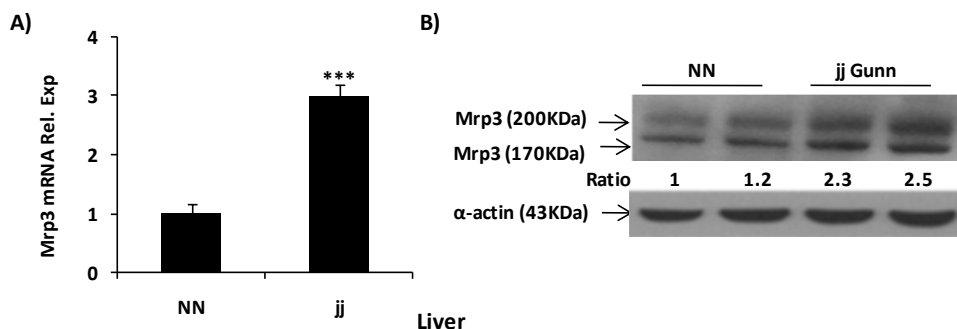 A)
Mrp3 mRNA Rel. Exp
4
3
2
1
0
***
NN
jj
Liver
B)
NN jj Gunn
Mrp3 (200KDa)
Mrp3 (170KDa)
Ratio 1 1.2 2.3 2.5
α-actin (43KDa)